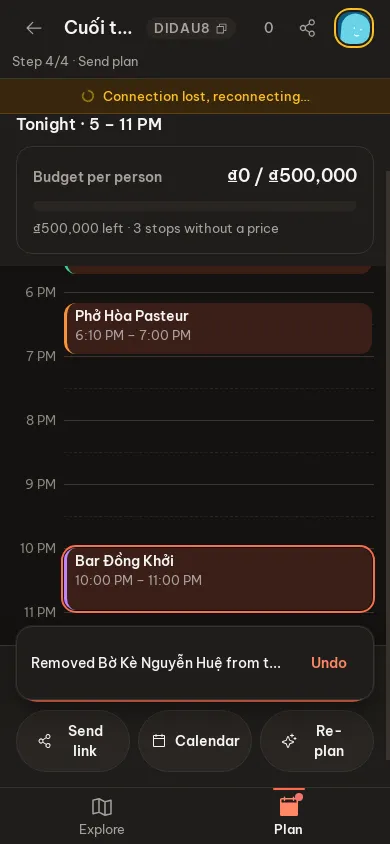 Cuối t...
DIDAU8
0
Step 4/4 · Send plan
Connection lost, reconnecting...
Tonight · 5 – 11 PM
Budget per person
₫0 / ₫500,000
₫500,000 left · 3 stops without a price
6 PM
Phở Hòa Pasteur
6:10 PM – 7:00 PM
7 PM
8 PM
9 PM
10 PM
Bar Đồng Khởi
10:00 PM – 11:00 PM
11 PM
Removed Bờ Kè Nguyễn Huệ from t...
Undo
Send
link
Calendar
Re-
plan
Explore
Plan